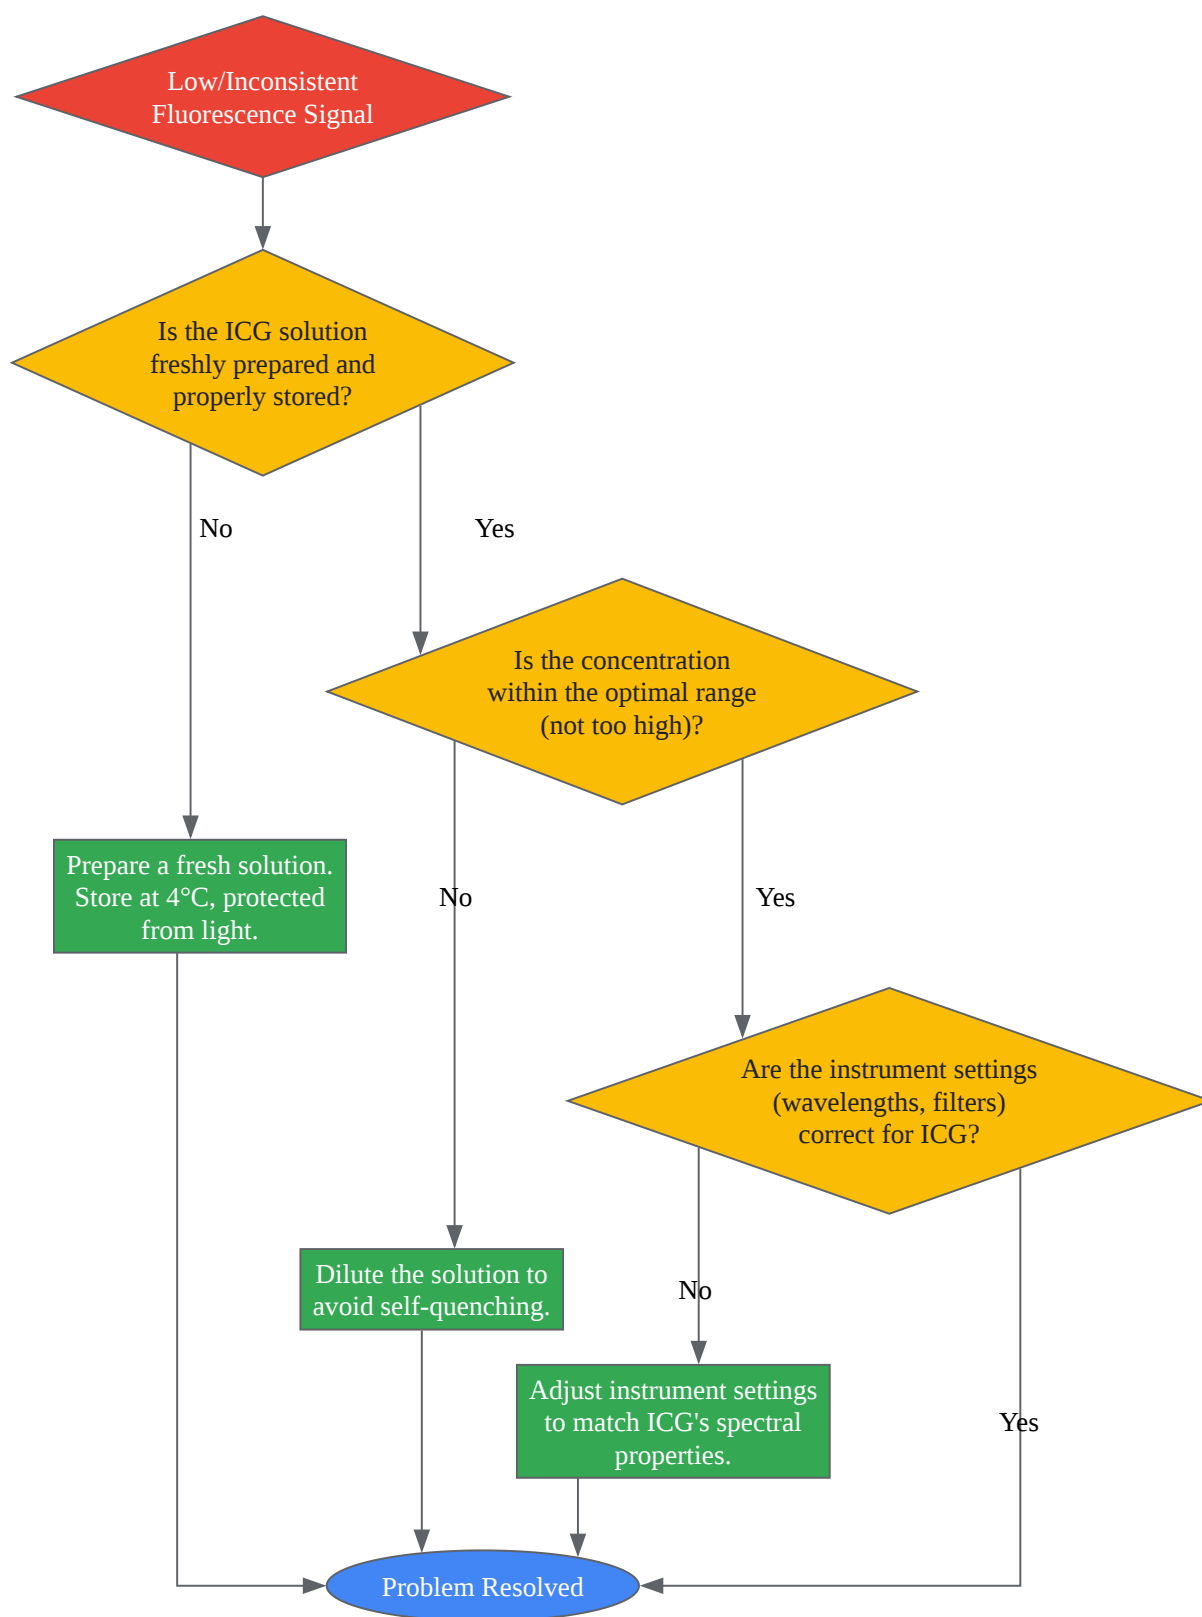 Low/Inconsistent
Fluorescence Signal
Is the ICG solution
freshly prepared and
properly stored?
No
Yes
Is the concentration
within the optimal range
(not too high)?
Prepare a fresh solution.
Store at 4°C, protected
from light.
No
Yes
Are the instrument settings
(wavelengths, filters)
correct for ICG?
Dilute the solution to
avoid self-quenching.
No
Adjust instrument settings
to match ICG's spectral
properties.
Yes
Problem Resolved